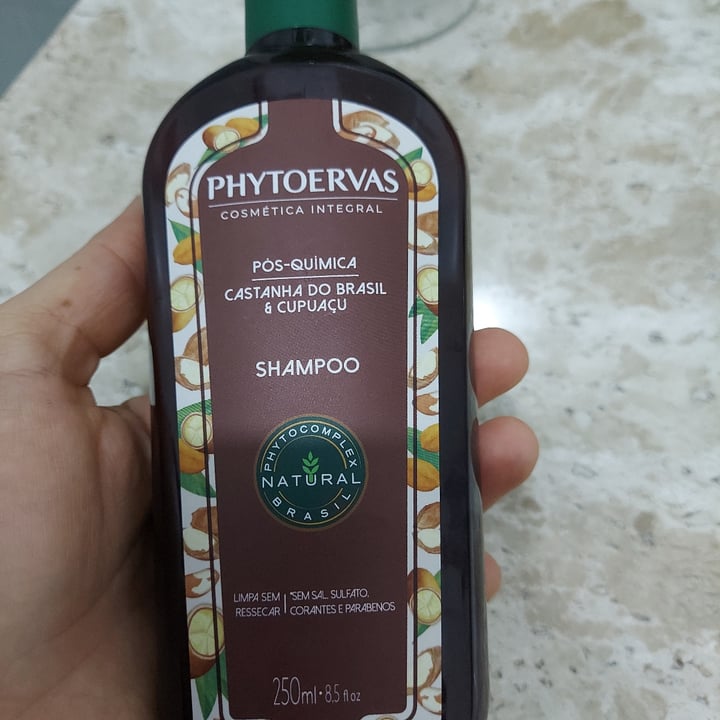 PHYTOERVAS
COSMÉTICA INTEGRAL
PÓS-QUÍMICA
CASTANHA DO BRASIL
& CUPUAÇU
SHAMPOO
PHYTOCOMPLEX
NATURAL
BRASIL
LIMPA SEM RESSECAR
*SEM SAL, SULFATO,
CORANTES E PARABENOS
250ml • 8.5 fl oz